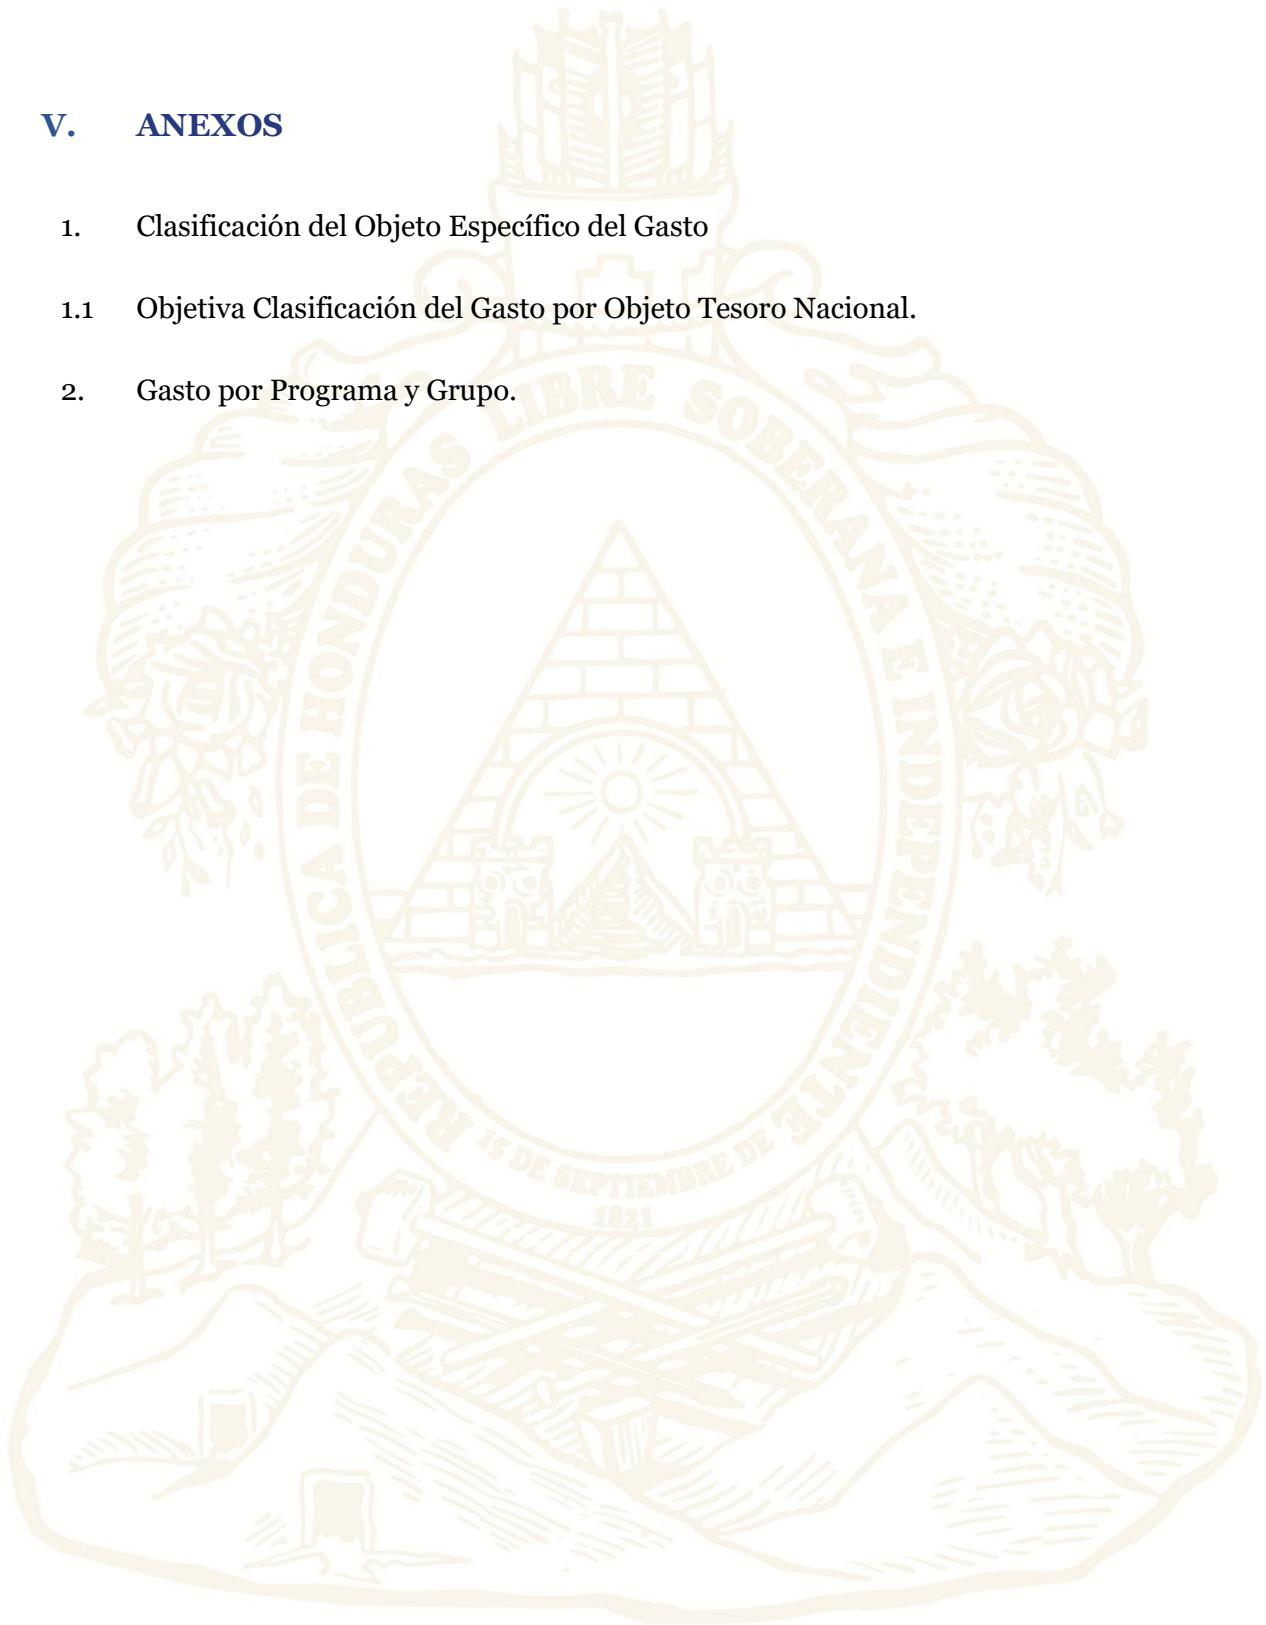 V. ANEXOS
1. Clasificación del Objeto Específico del Gasto
1.1 Objetiva Clasificación del Gasto por Objeto Tesoro Nacional.
2. Gasto por Programa y Grupo.
REPUBLICA DE HONDURAS LIBRE SOBERANA E INDEPENDIENTE
15 DE SEPTIEMBRE DE
1821